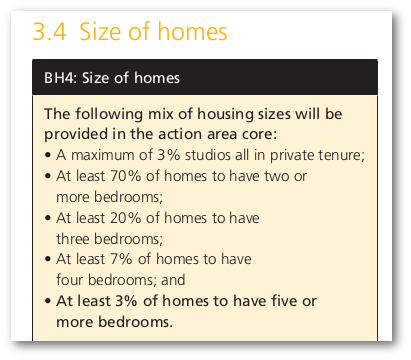 3.4 Size of homes
BH4: Size of homes
The following mix of housing sizes will be
provided in the action area core:
• A maximum of 3% studios all in private tenure;
• At least 70% of homes to have two or
more bedrooms;
• At least 20% of homes to have
three bedrooms;
• At least 7% of homes to have
four bedrooms; and
• At least 3% of homes to have five or
more bedrooms.